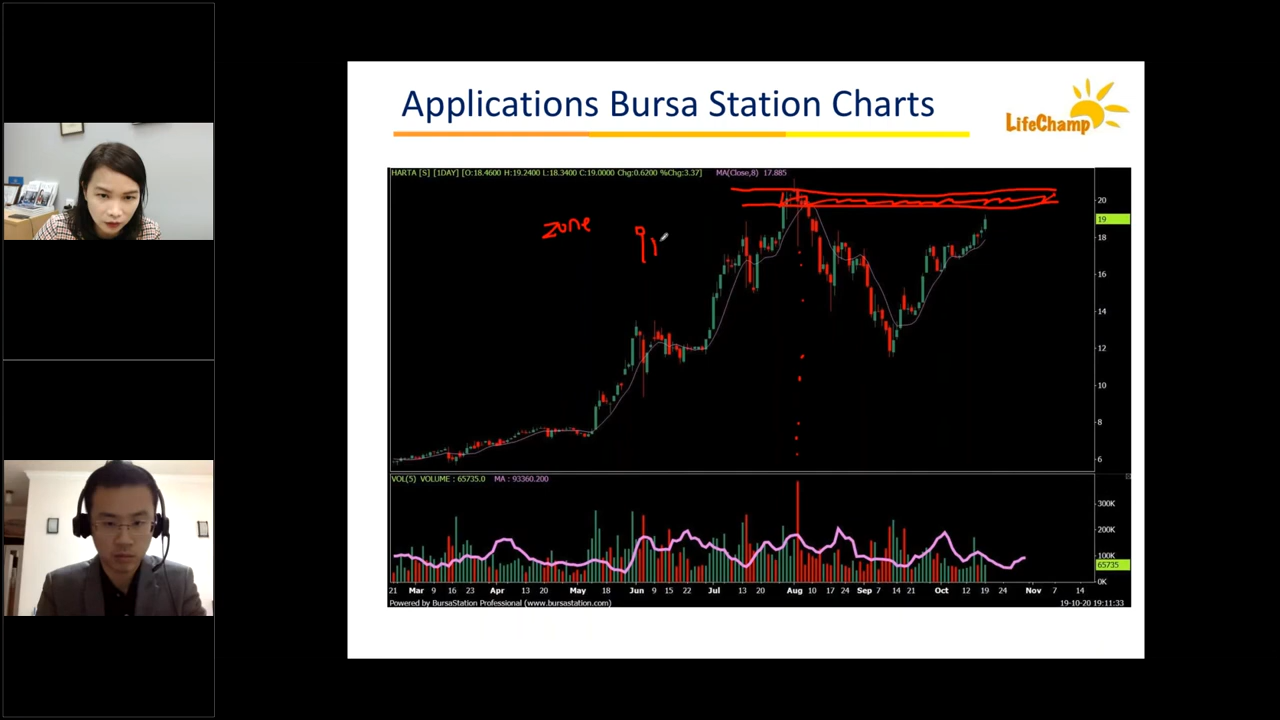 Applications Bursa Station Charts
LifeChamp
HARTA [S] [1DAY] [O:18.4600 H:19.2400 L:18.3400 C:19.0000 Chg:0.6200 %Chg:3.37] MA(Close,8) 17.885
20
19
18
16
14
12
10
8
6
zone
VOL(5) VOLUME : 65735.0 MA : 93360.200
300K
200K
100K
65735
0K
21 Mar 9 16 23 Apr 13 20 May 18 Jun 9 15 22 Jul 13 20 Aug 10 17 24 Sep 7 14 21 Oct 12 19 24 Nov 7 14
Powered by BursaStation Professional (www.bursastation.com) 19-10-20 19:11:33